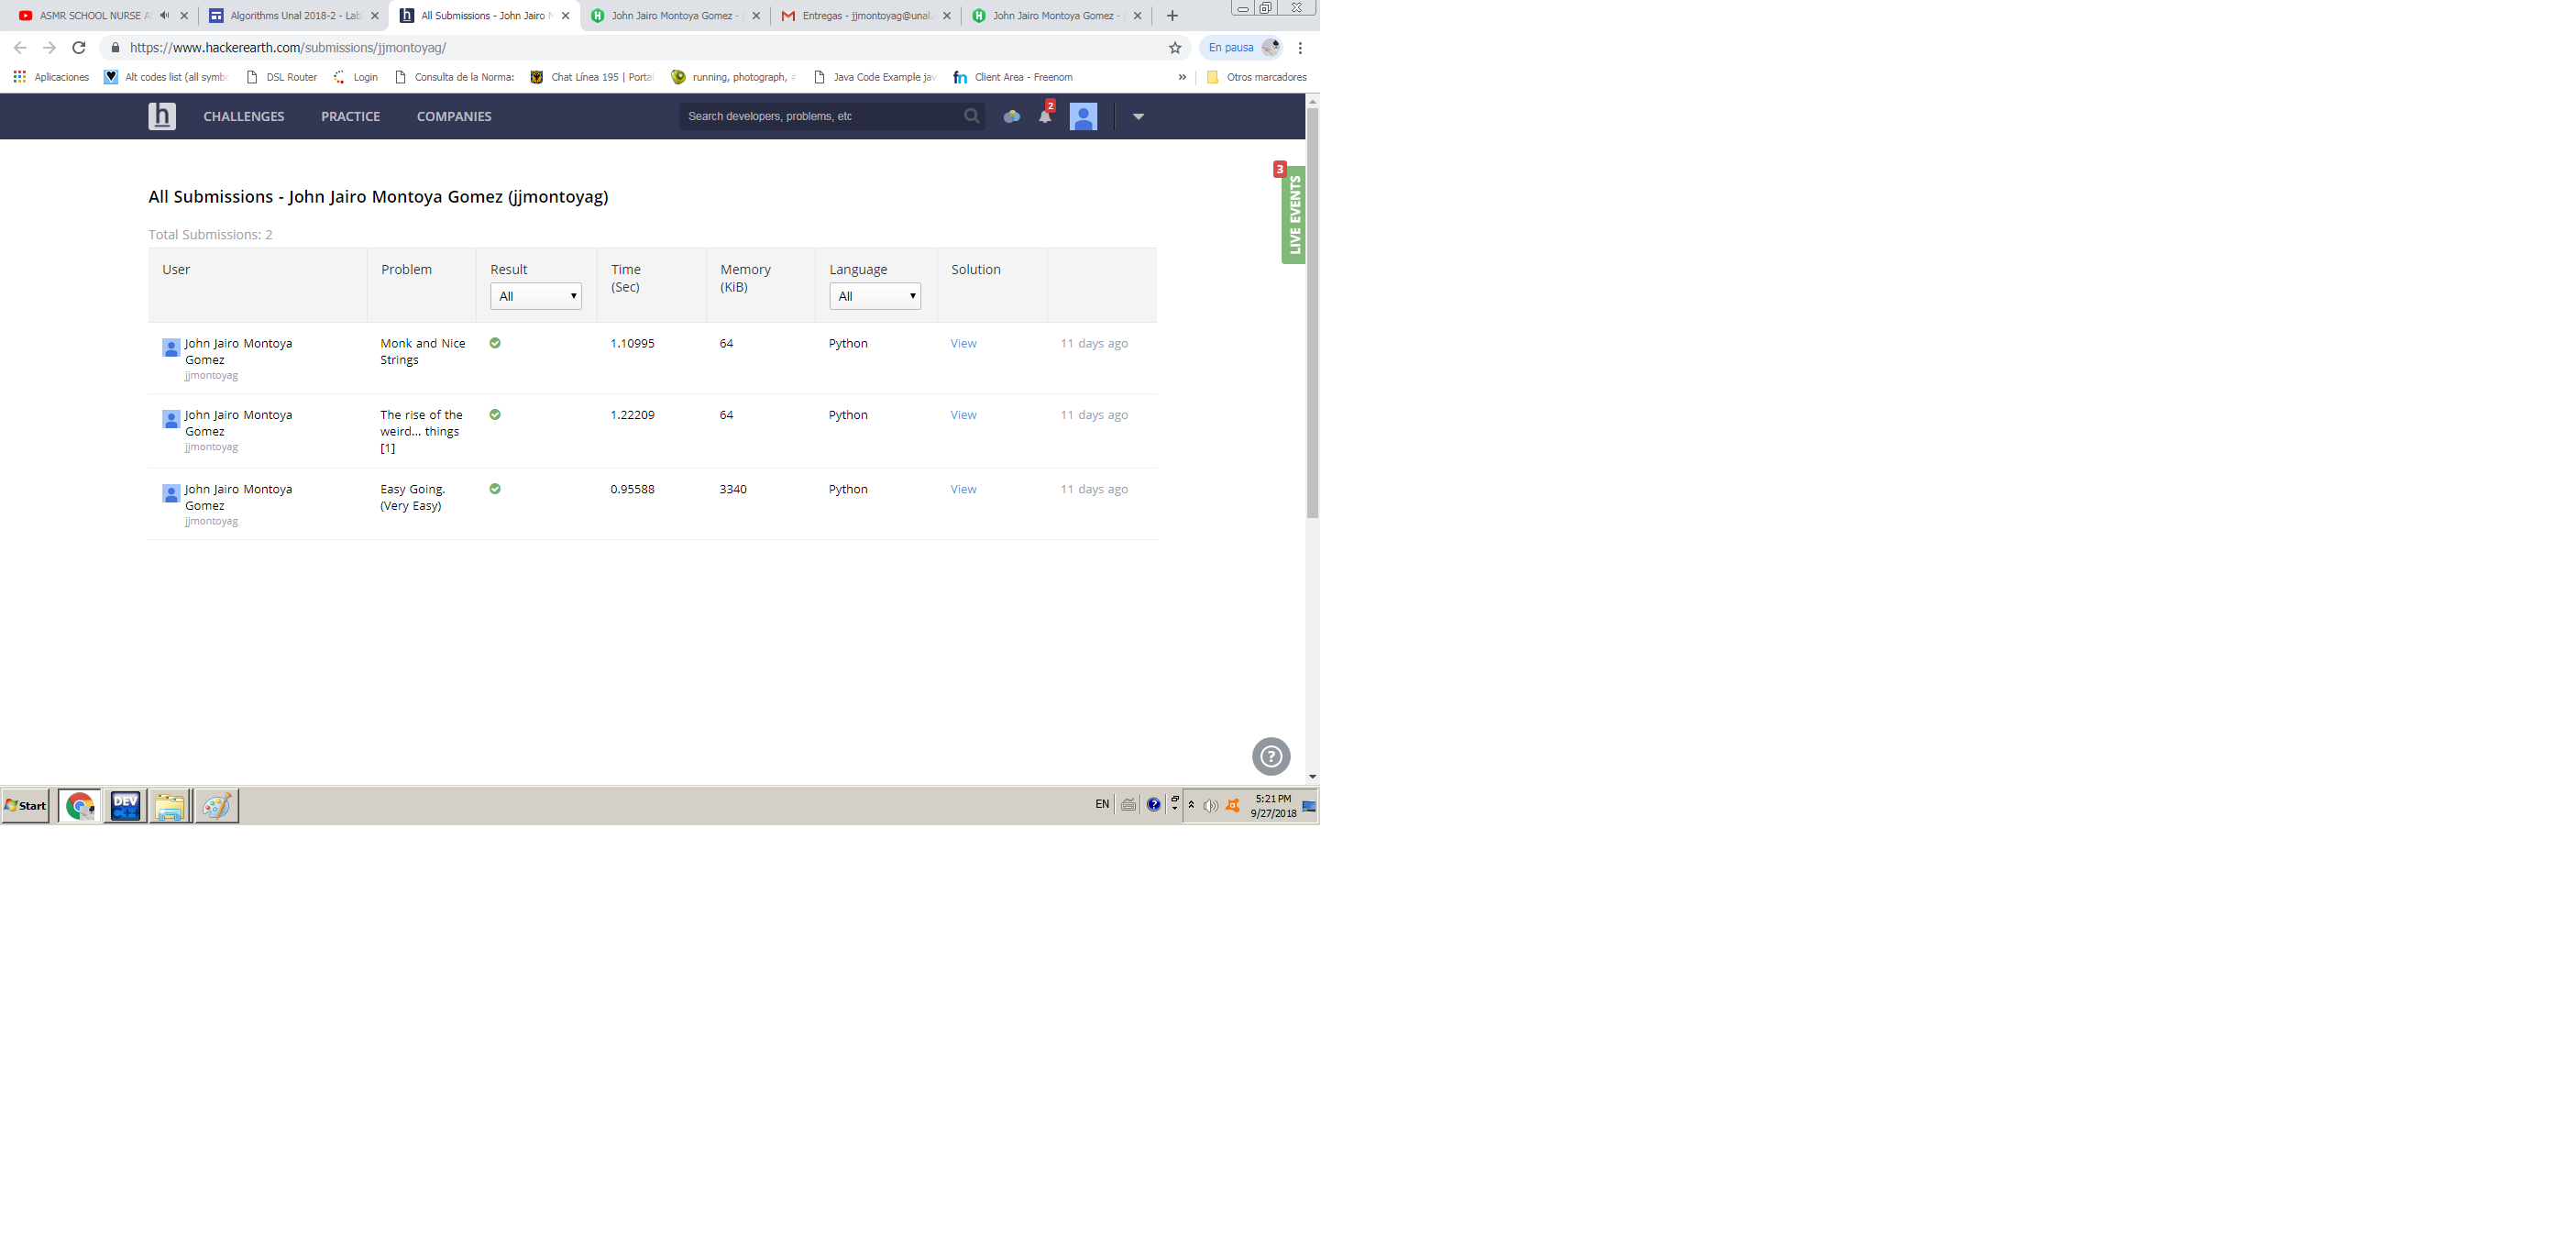 ASMR SCHOOL NURSE A
Algorithms Unal 2018-2 - Lab
All Submissions - John Jairo M
John Jairo Montoya Gomez - j
Entregas - jjmontoyag@unal.
John Jairo Montoya Gomez - j
https://www.hackerearth.com/submissions/jjmontoyag/
En pausa
Aplicaciones
Alt codes list (all symbo
DSL Router
Login
Consulta de la Norma:
Chat Línea 195 | Portal
running, photograph, #
Java Code Example jav
fn
Client Area - Freenom
»
Otros marcadores
h
CHALLENGES
PRACTICE
COMPANIES
Search developers, problems, etc
2
3
LIVE EVENTS
All Submissions - John Jairo Montoya Gomez (jjmontoyag)
Total Submissions: 2
User
Problem
Result
All
Time
(Sec)
Memory
(KiB)
Language
All
Solution
John Jairo Montoya
Gomez
jjmontoyag
Monk and Nice
Strings
1.10995
64
Python
View
11 days ago
John Jairo Montoya
Gomez
jjmontoyag
The rise of the
weird... things
[1]
1.22209
64
Python
View
11 days ago
John Jairo Montoya
Gomez
jjmontoyag
Easy Going.
(Very Easy)
0.95588
3340
Python
View
11 days ago
?
Start
DEV
C++
EN
?
5:21 PM
9/27/2018